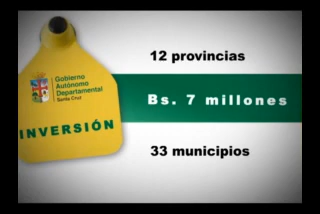 Gobierno
Autónomo
Departamental
Santa Cruz
INVERSIÓN
12 provincias
Bs. 7 millones
33 municipios